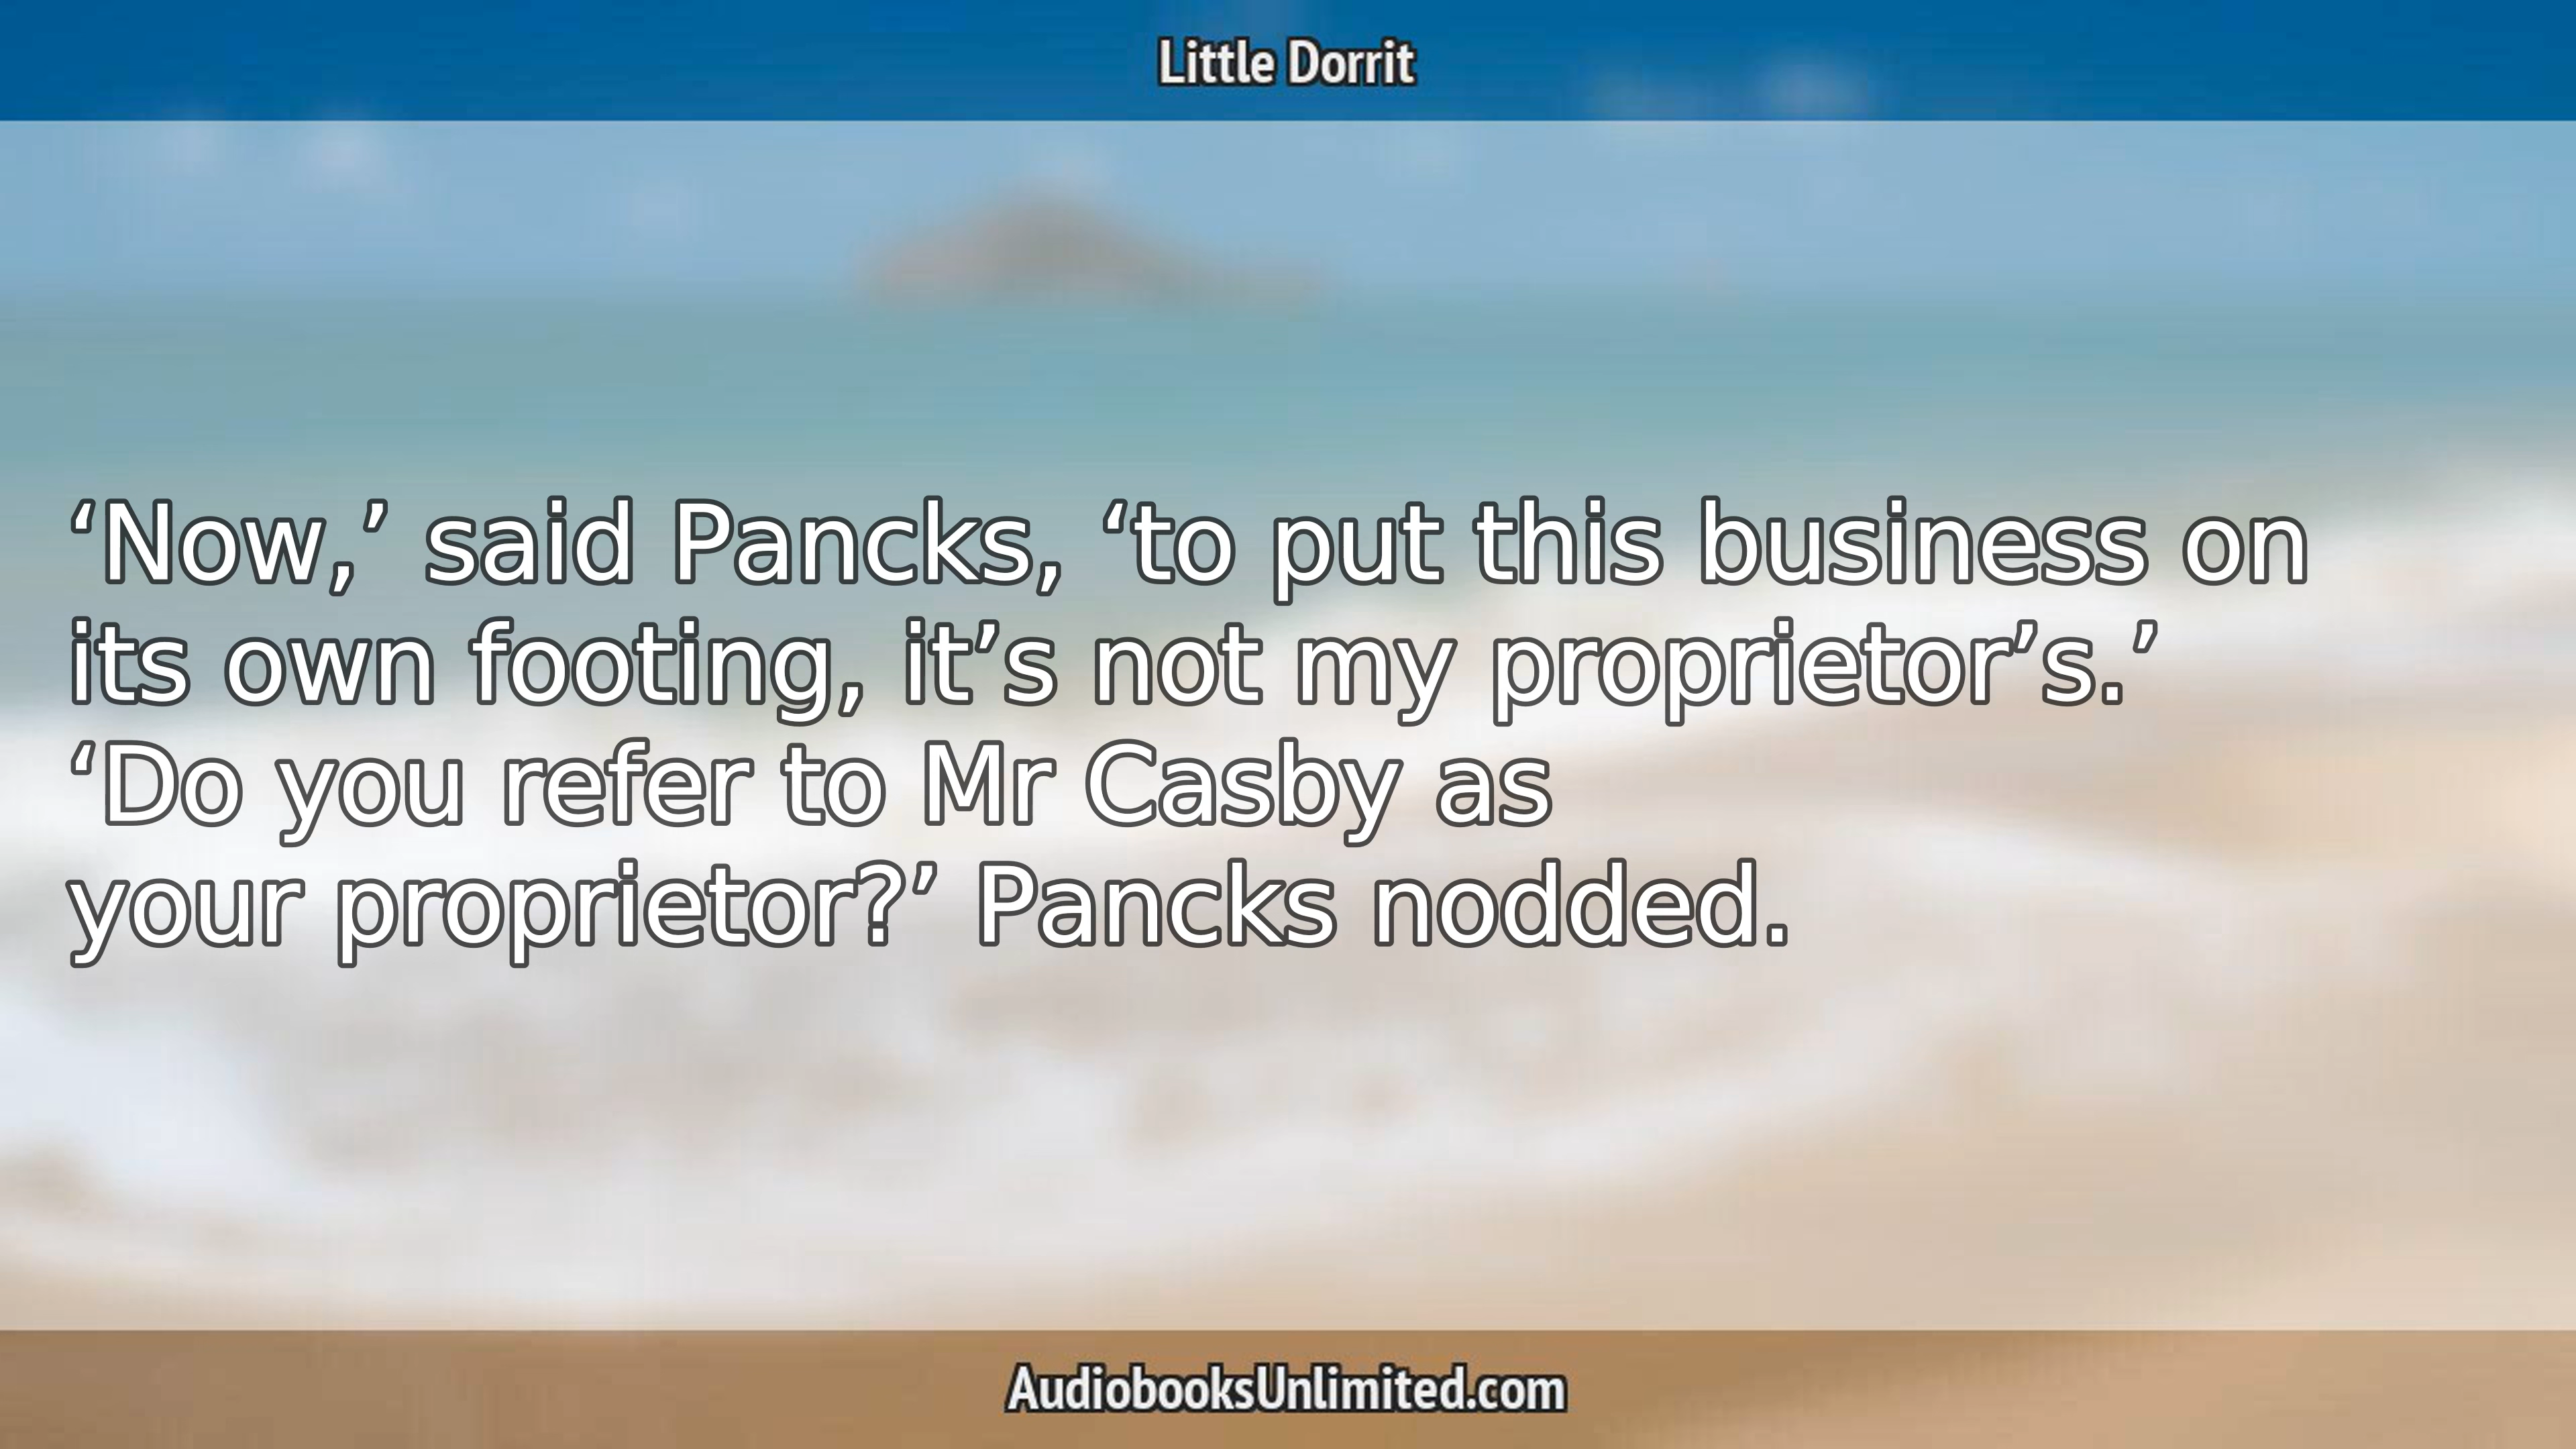 Little Dorrit
‘Now,’ said Pancks, ‘to put this business on
its own footing, it’s not my proprietor’s.’
‘Do you refer to Mr Casby as
your proprietor?’ Pancks nodded.
AudiobooksUnlimited.com